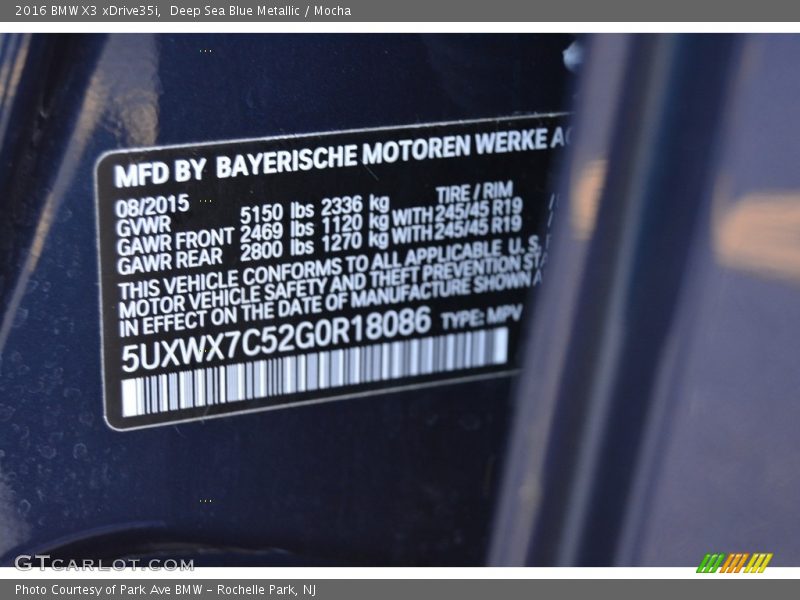 2016 BMW X3 xDrive35i, Deep Sea Blue Metallic / Mocha
MFD BY BAYERISCHE MOTOREN WERKE
08/2015 TIRE / RIM
GVWR 5150 lbs 2336 kg
GAWR FRONT 2469 lbs 1120 kg WITH 245/45 R19
GAWR REAR 2800 lbs 1270 kg WITH 245/45 R19
THIS VEHICLE CONFORMS TO ALL APPLICABLE U.S.
MOTOR VEHICLE SAFETY AND THEFT PREVENTION
IN EFFECT ON THE DATE OF MANUFACTURE SHOWN
5UXWX7C52G0R18086 TYPE: MPV
GTCARLOT.COM
Photo Courtesy of Park Ave BMW - Rochelle Park, NJ